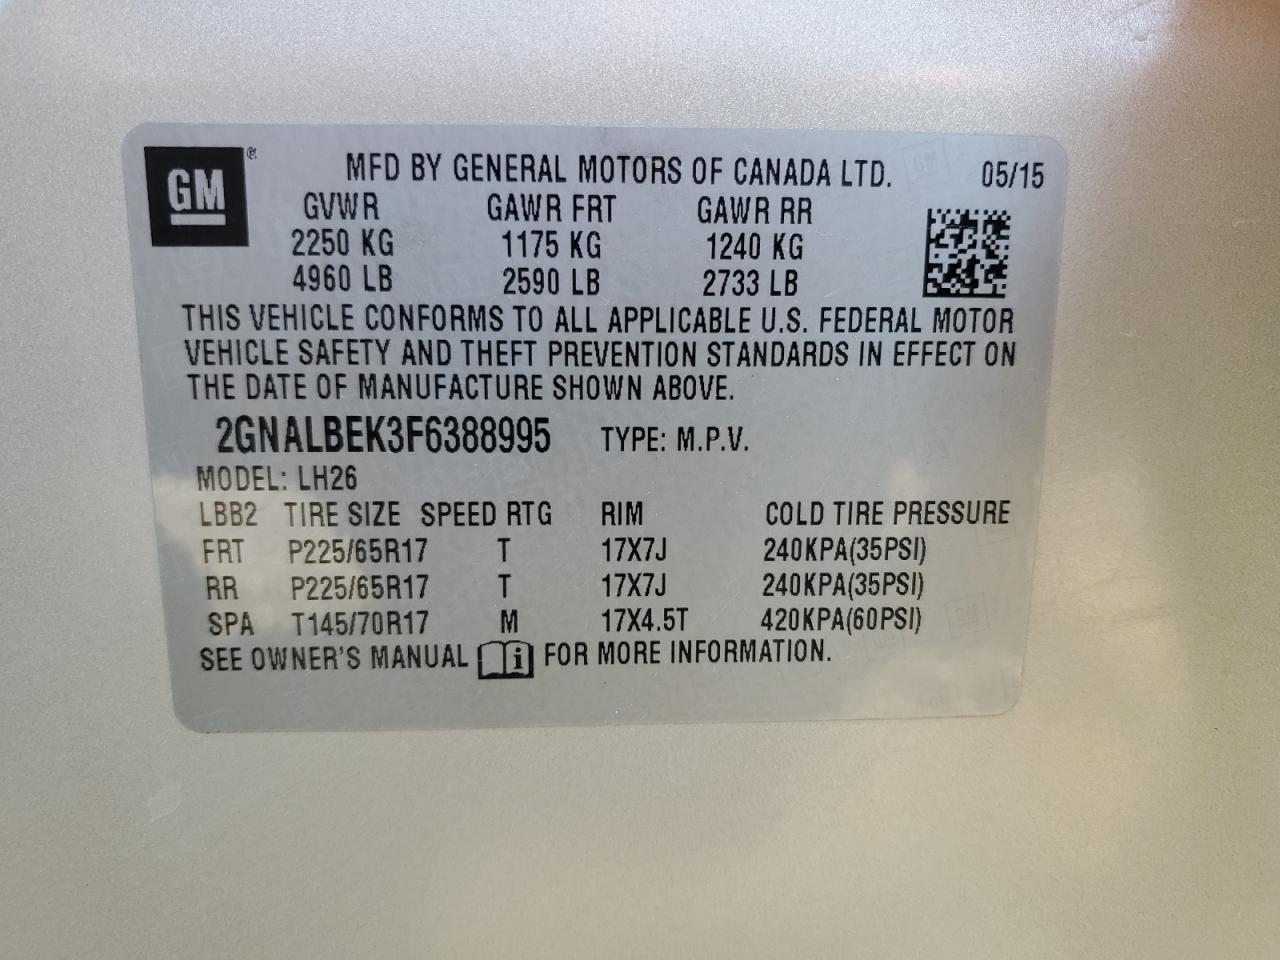 GM ® MFD BY GENERAL MOTORS OF CANADA LTD. 05/15
GVWR GAWR FRT GAWR RR
2250 KG 1175 KG 1240 KG
4960 LB 2590 LB 2733 LB
THIS VEHICLE CONFORMS TO ALL APPLICABLE U.S. FEDERAL MOTOR
VEHICLE SAFETY AND THEFT PREVENTION STANDARDS IN EFFECT ON
THE DATE OF MANUFACTURE SHOWN ABOVE.
2GNALBEK3F6388995 TYPE: M.P.V.
MODEL: LH26
LBB2 TIRE SIZE SPEED RTG RIM COLD TIRE PRESSURE
FRT P225/65R17 T 17X7J 240KPA(35PSI)
RR P225/65R17 T 17X7J 240KPA(35PSI)
SPA T145/70R17 M 17X4.5T 420KPA(60PSI)
SEE OWNER'S MANUAL i FOR MORE INFORMATION.